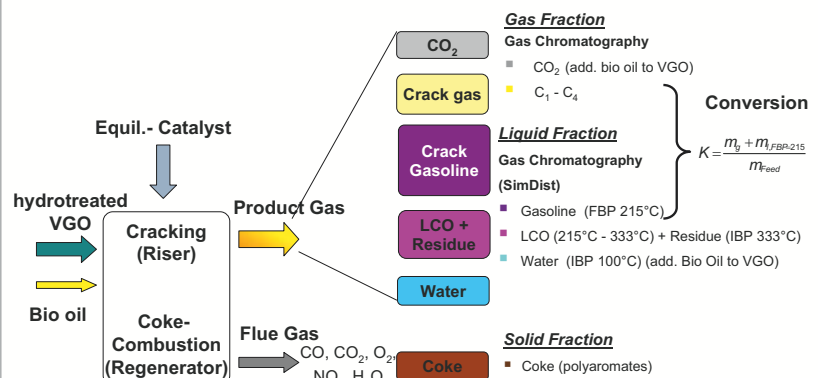 Gas Fraction
Gas Chromatography
CO₂
CO₂ (add. bio oil to VGO)
Crack gas
C₁ - C₄
Conversion
K = (m_g + m_l,FBP-215) / m_Feed
Equil.- Catalyst
Crack
Gasoline
Liquid Fraction
Gas Chromatography
(SimDist)
Gasoline (FBP 215°C)
hydrotreated
VGO
Cracking
(Riser)
Product Gas
LCO +
Residue
LCO (215°C - 333°C) + Residue (IBP 333°C)
Water (IBP 100°C) (add. Bio Oil to VGO)
Water
Bio oil
Coke-
Combustion
(Regenerator)
Flue Gas
CO, CO₂, O₂,
Coke
Solid Fraction
Coke (polyaromates)